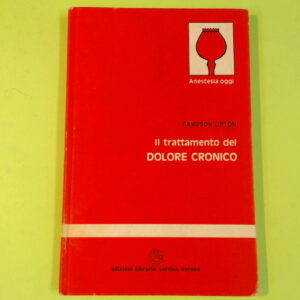 Anestesia oggi
SAMPSON LIPTON
Il trattamento del
DOLORE CRONICO
edizioni libreria cortina verona